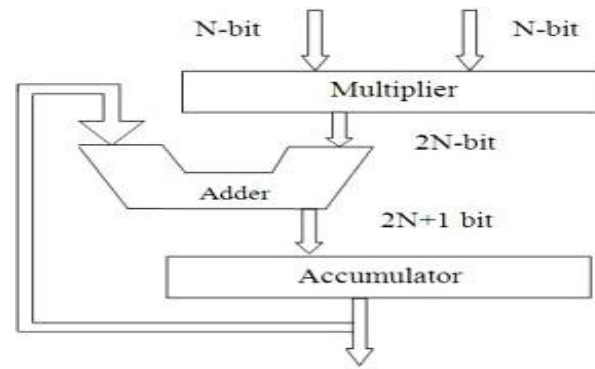 N-bit
N-bit
Multiplier
2N-bit
Adder
2N+1 bit
Accumulator